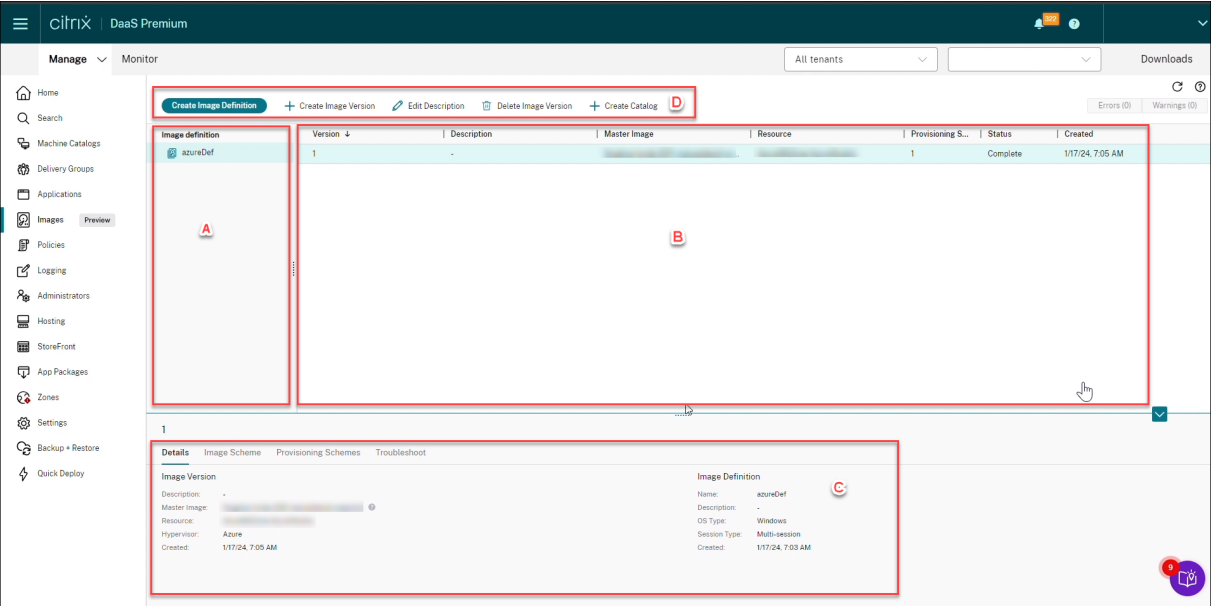 citrix | DaaS Premium 322 ?
Manage Monitor All tenants Downloads
Home
Search
Machine Catalogs
Delivery Groups
Applications
Images Preview
Policies
Logging
Administrators
Hosting
StoreFront
App Packages
Zones
Settings
Backup + Restore
Quick Deploy
Errors (0) Warnings (0)
Create Image Definition + Create Image Version Edit Description Delete Image Version + Create Catalog D
Image definition
azureDef
A
Version ↓ Description Master Image Resource Provisioning S... Status Created
1 - 1 Complete 1/17/24, 7:05 AM
B
1
Details Image Scheme Provisioning Schemes Troubleshoot
Image Version
Description: -
Master Image:
Resource:
Hypervisor: Azure
Created: 1/17/24, 7:05 AM
Image Definition
Name: azureDef
Description: -
OS Type: Windows
Session Type: Multi-session
Created: 1/17/24, 7:03 AM
C
9